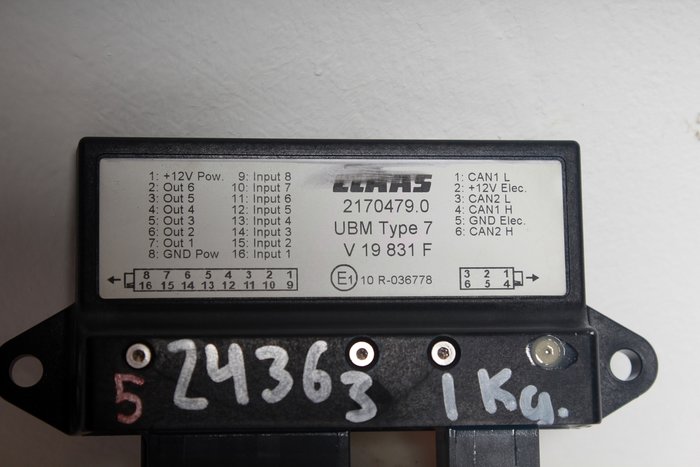 1: +12V Pow.
2: Out 6
3: Out 5
4: Out 4
5: Out 3
6: Out 2
7: Out 1
8: GND Pow
9: Input 8
10: Input 7
11: Input 6
12: Input 5
13: Input 4
14: Input 3
15: Input 2
16: Input 1
CLAAS
2170479.0
UBM Type 7
V 19 831 F
1: CAN1 L
2: +12V Elec.
3: CAN2 L
4: CAN1 H
5: GND Elec.
6: CAN2 H
8 7 6 5 4 3 2 1
16 15 14 13 12 11 10 9
E1 10 R-036778
3 2 1
6 5 4
5 24363 1 Kg.